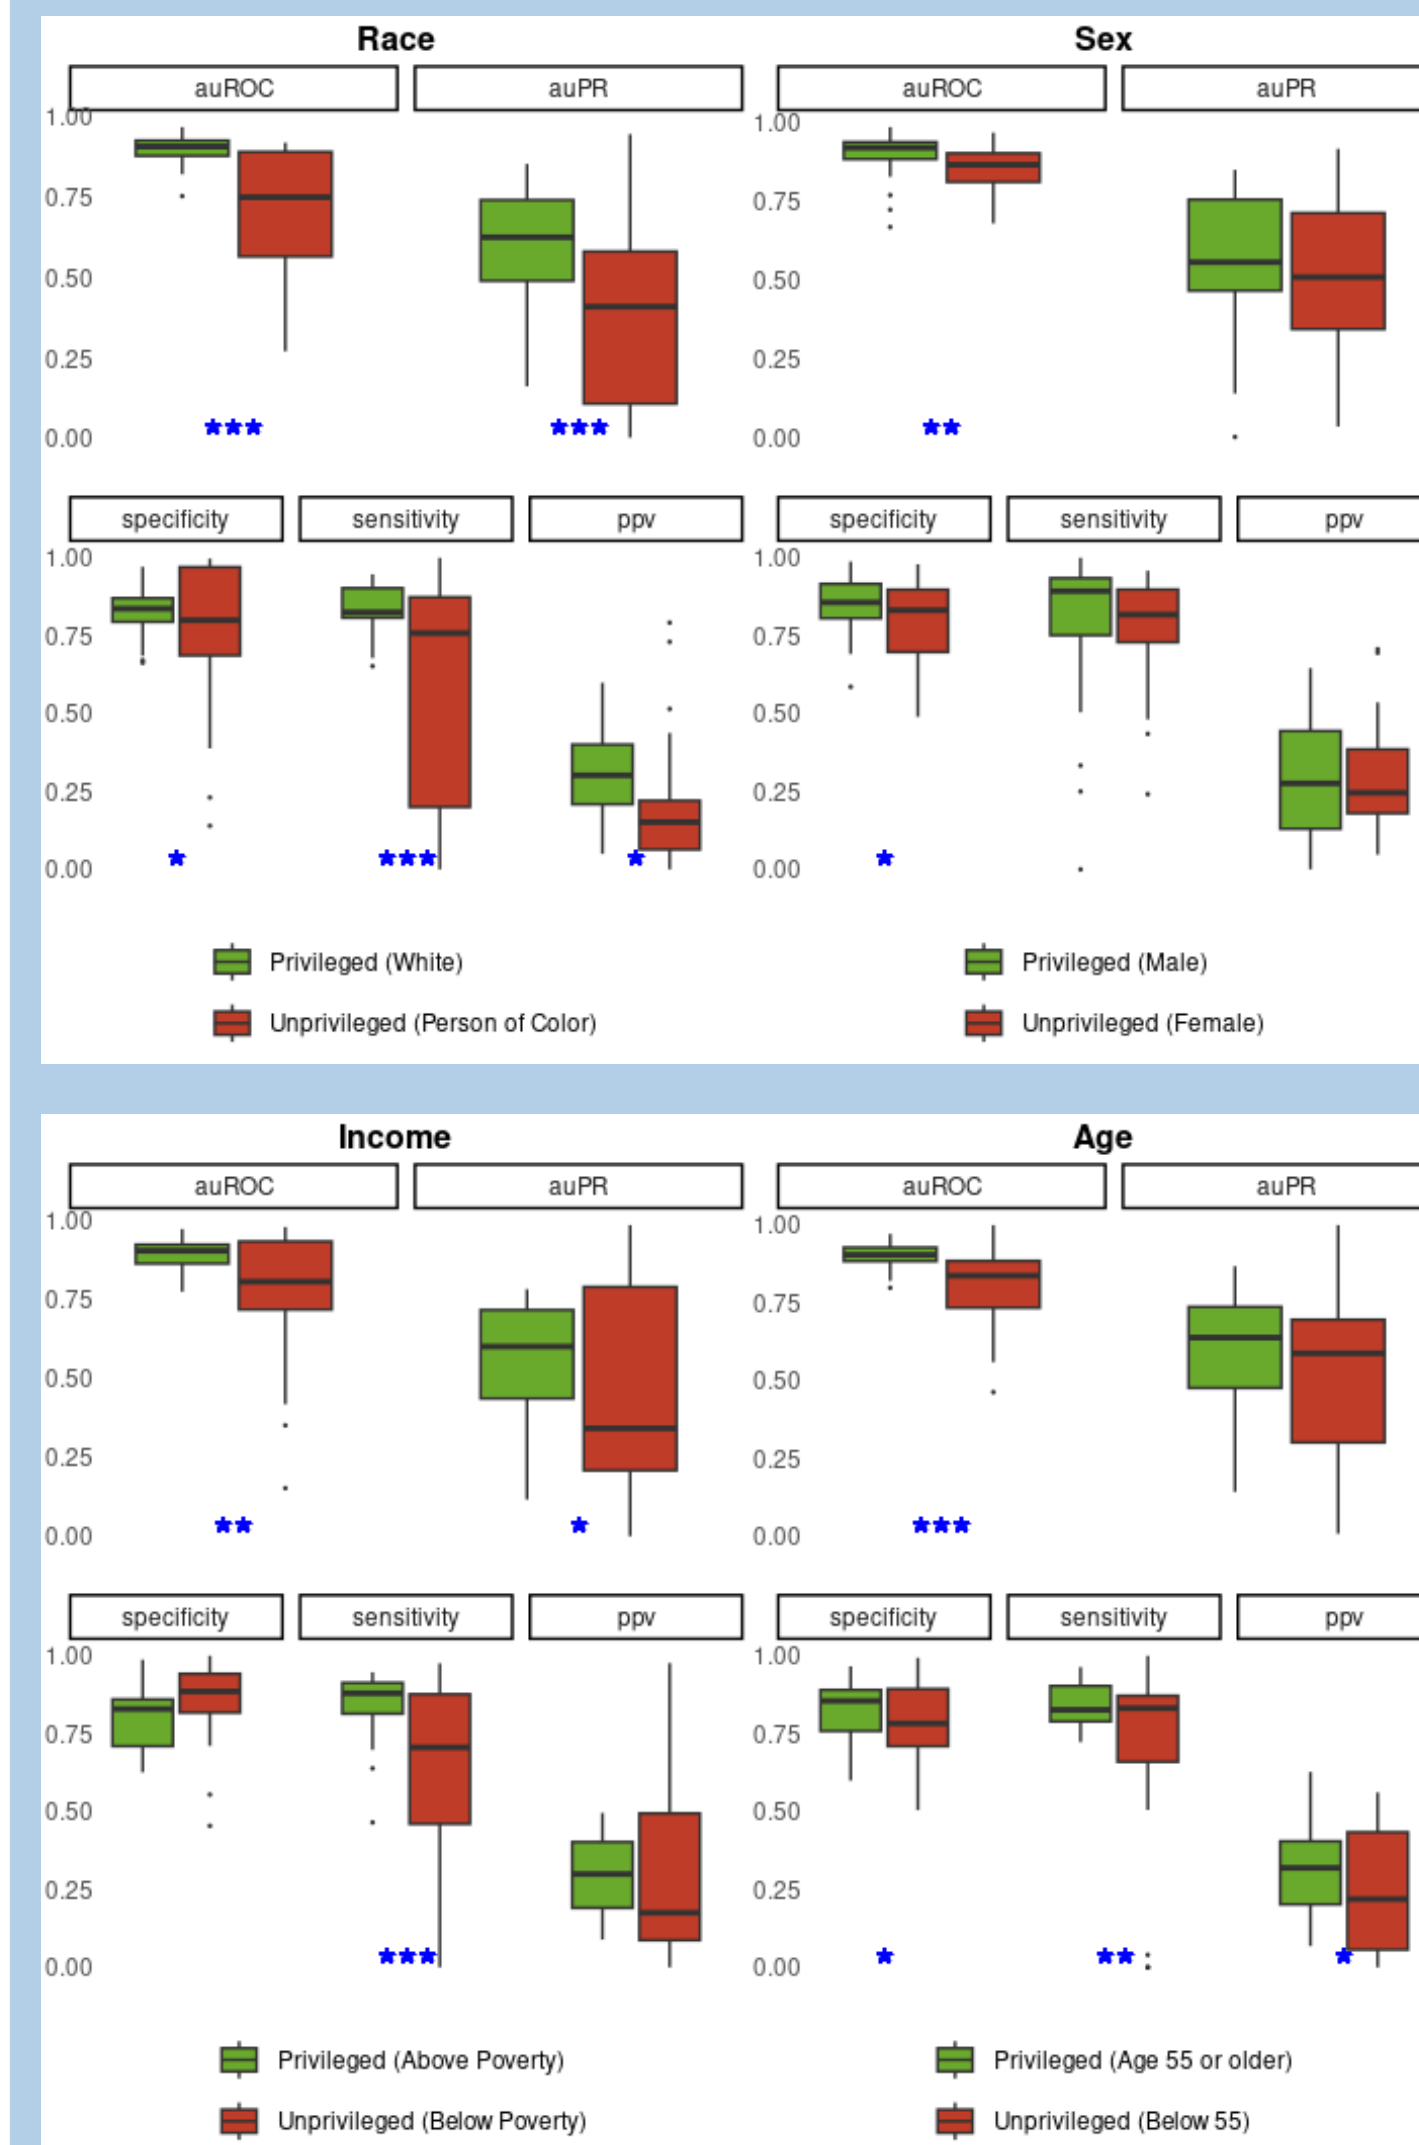 Race
Sex
auROC
auPR
auROC
auPR
1.00
0.75
0.50
0.25
0.00
1.00
0.75
0.50
0.25
0.00
***
***
**
specificity
sensitivity
ppv
specificity
sensitivity
ppv
1.00
0.75
0.50
0.25
0.00
1.00
0.75
0.50
0.25
0.00
*
***
*
*
Privileged (White)
Unprivileged (Person of Color)
Privileged (Male)
Unprivileged (Female)
Income
Age
auROC
auPR
auROC
auPR
1.00
0.75
0.50
0.25
0.00
1.00
0.75
0.50
0.25
0.00
**
*
***
specificity
sensitivity
ppv
specificity
sensitivity
ppv
1.00
0.75
0.50
0.25
0.00
1.00
0.75
0.50
0.25
0.00
***
*
**
*
Privileged (Above Poverty)
Unprivileged (Below Poverty)
Privileged (Age 55 or older)
Unprivileged (Below 55)